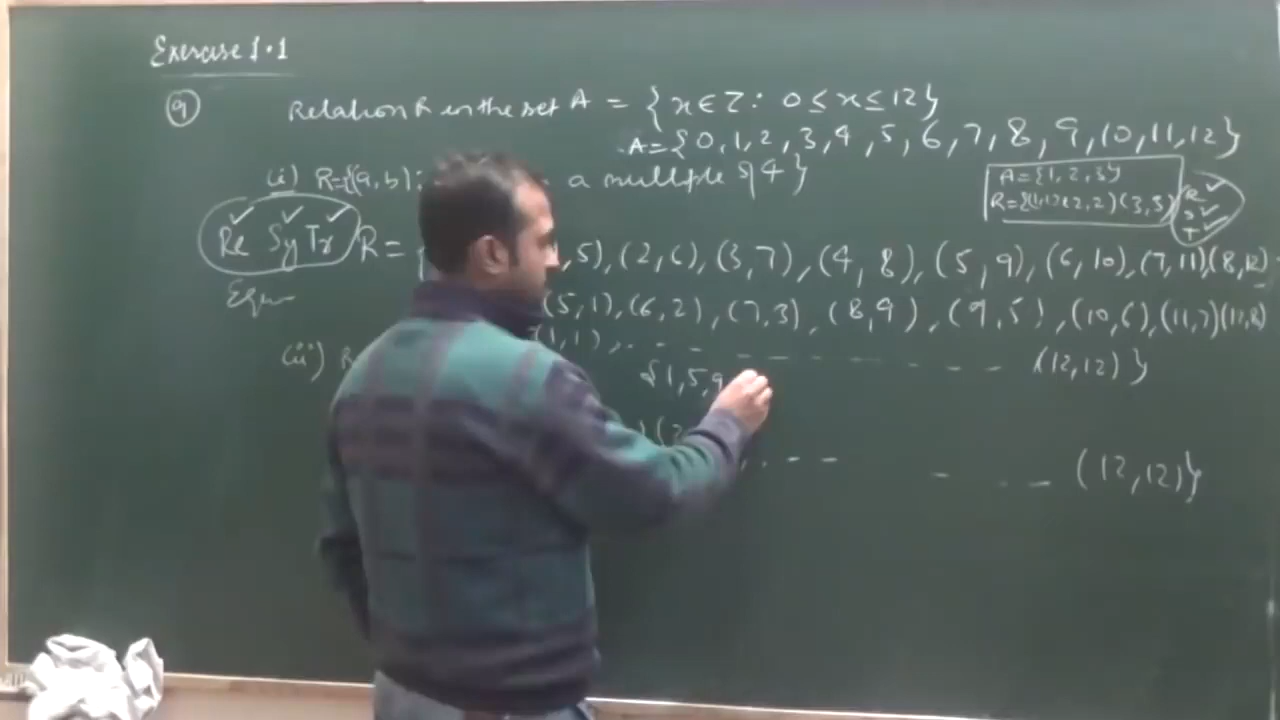 Exercise 1.1
9 Relation R in the set A = {x ∈ Z : 0 ≤ x ≤ 12}
A={0,1,2,3,4,5,6,7,8,9,10,11,12}
(i) R={(a,b): a multiple of 4}
A={1,2,3}
R={(1,1)(2,2)(3,3)
Re Sy Tr
R = { ,5),(2,6),(3,7),(4,8),(5,9),(6,10),(7,11)(8,12)
Equ
(5,1),(6,2),(7,3),(8,4),(9,5),(10,6),(11,7)(12,8)
(1,1), - - - - - - - - - - (12,12)}
(ii) R
{1,5,9
- - - - - (12,12)}